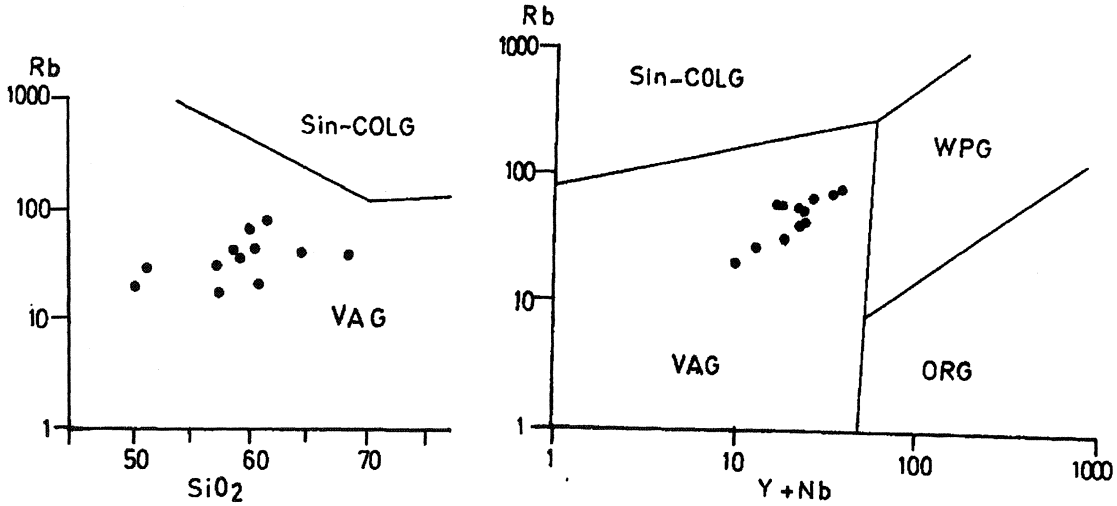 Rb
1000
100
10
1
Sin-COLG
VAG
50
60
70
SiO2
Rb
1000
100
10
1
Sin-COLG
WPG
VAG
ORG
1
10
100
1000
Y+Nb